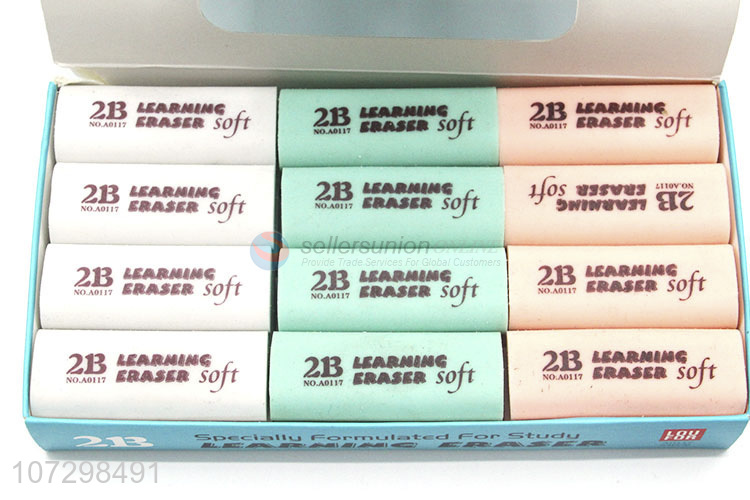 2B LEARNING ERASER soft
NO.A0117
2B LEARNING ERASER soft
NO.A0117
2B LEARNING ERASER soft
NO.A0117
2B LEARNING ERASER soft
NO.A0117
2B LEARNING ERASER soft
NO.A0117
2B LEARNING ERASER soft
NO.A0117
sellersunion
Provide Trade Services For Global Customers
2B LEARNING ERASER soft
NO.A0117
2B LEARNING ERASER soft
NO.A0117
2B LEARNING ERASER soft
NO.A0117
2B LEARNING ERASER soft
NO.A0117
2B LEARNING ERASER soft
NO.A0117
2B LEARNING ERASER soft
NO.A0117
2B Specially Formulated For Study
LEARNING ERASER
107298491